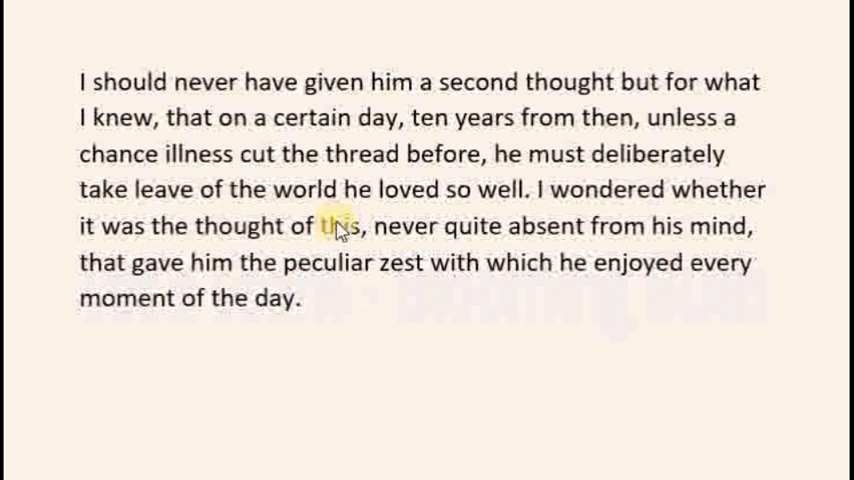 I should never have given him a second thought but for what
I knew, that on a certain day, ten years from then, unless a
chance illness cut the thread before, he must deliberately
take leave of the world he loved so well. I wondered whether
it was the thought of this, never quite absent from his mind,
that gave him the peculiar zest with which he enjoyed every
moment of the day.